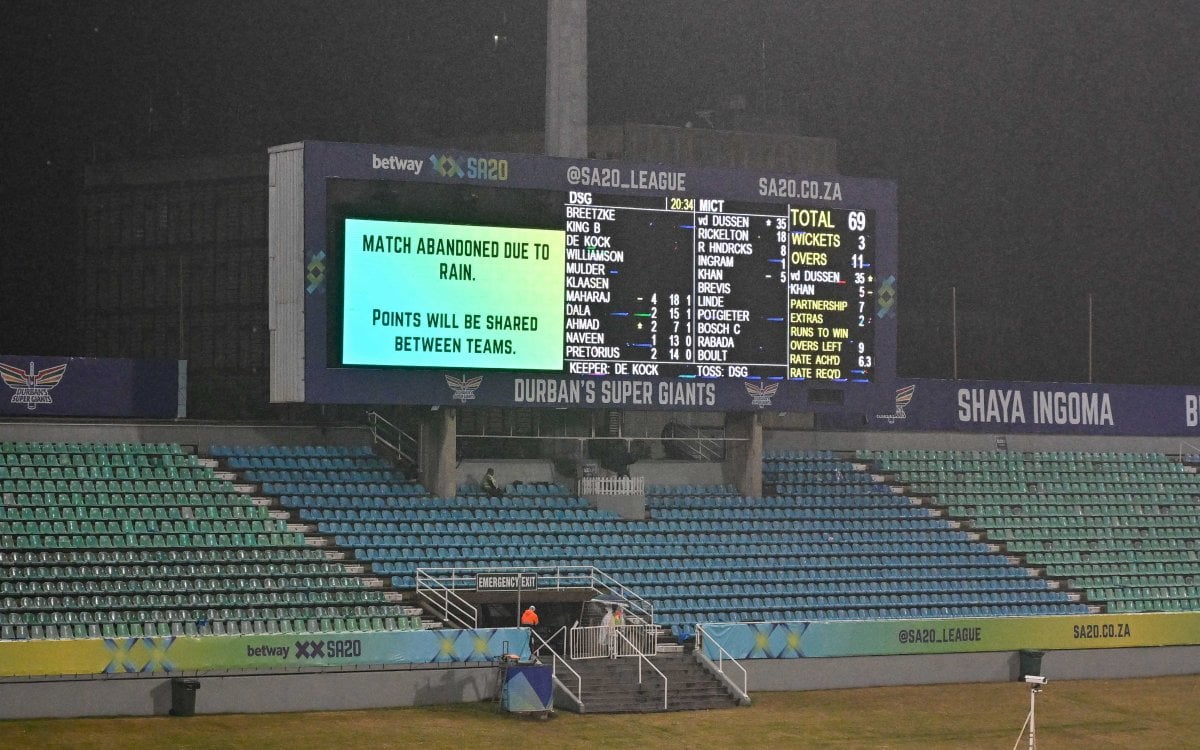 betway SA20
@SA20_LEAGUE
SA20.CO.ZA
MATCH ABANDONED DUE TO
RAIN.
POINTS WILL BE SHARED
BETWEEN TEAMS.
DSG 20:34
BREETZKE
KING B
DE KOCK
WILLIAMSON
MULDER
KLAASEN
MAHARAJ - 4 18 1
DALA 2 15 1
AHMAD * 2 7 1
NAVEEN 1 13 0
PRETORIUS 2 14 0
KEEPER: DE KOCK
MICT
vd DUSSEN * 35
RICKELTON 18
R HNDRCKS 8
INGRAM 1
KHAN - 5
BREVIS
LINDE
POTGIETER
BOSCH C
RABADA
BOULT
TOSS: DSG
TOTAL 69
WICKETS 3
OVERS 11
vd DUSSEN 35 *
KHAN 5 -
PARTNERSHIP 7
EXTRAS 2
RUNS TO WIN
OVERS LEFT 9
RATE ACH'D 6.3
RATE REQ'D
DURBAN'S SUPER GIANTS
DURBAN'S
SUPER GIANTS
SHAYA INGOMA
B
EMERGENCY EXIT
betway SA20
@SA20_LEAGUE
SA20.CO.ZA